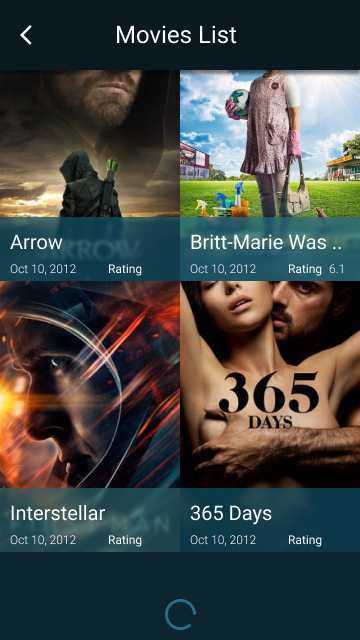 Movies List
Arrow
Oct 10, 2012 Rating
Britt-Marie Was ..
Oct 10, 2012 Rating 6.1
365
DAYS
Interstellar
Oct 10, 2012 Rating
365 Days
Oct 10, 2012 Rating